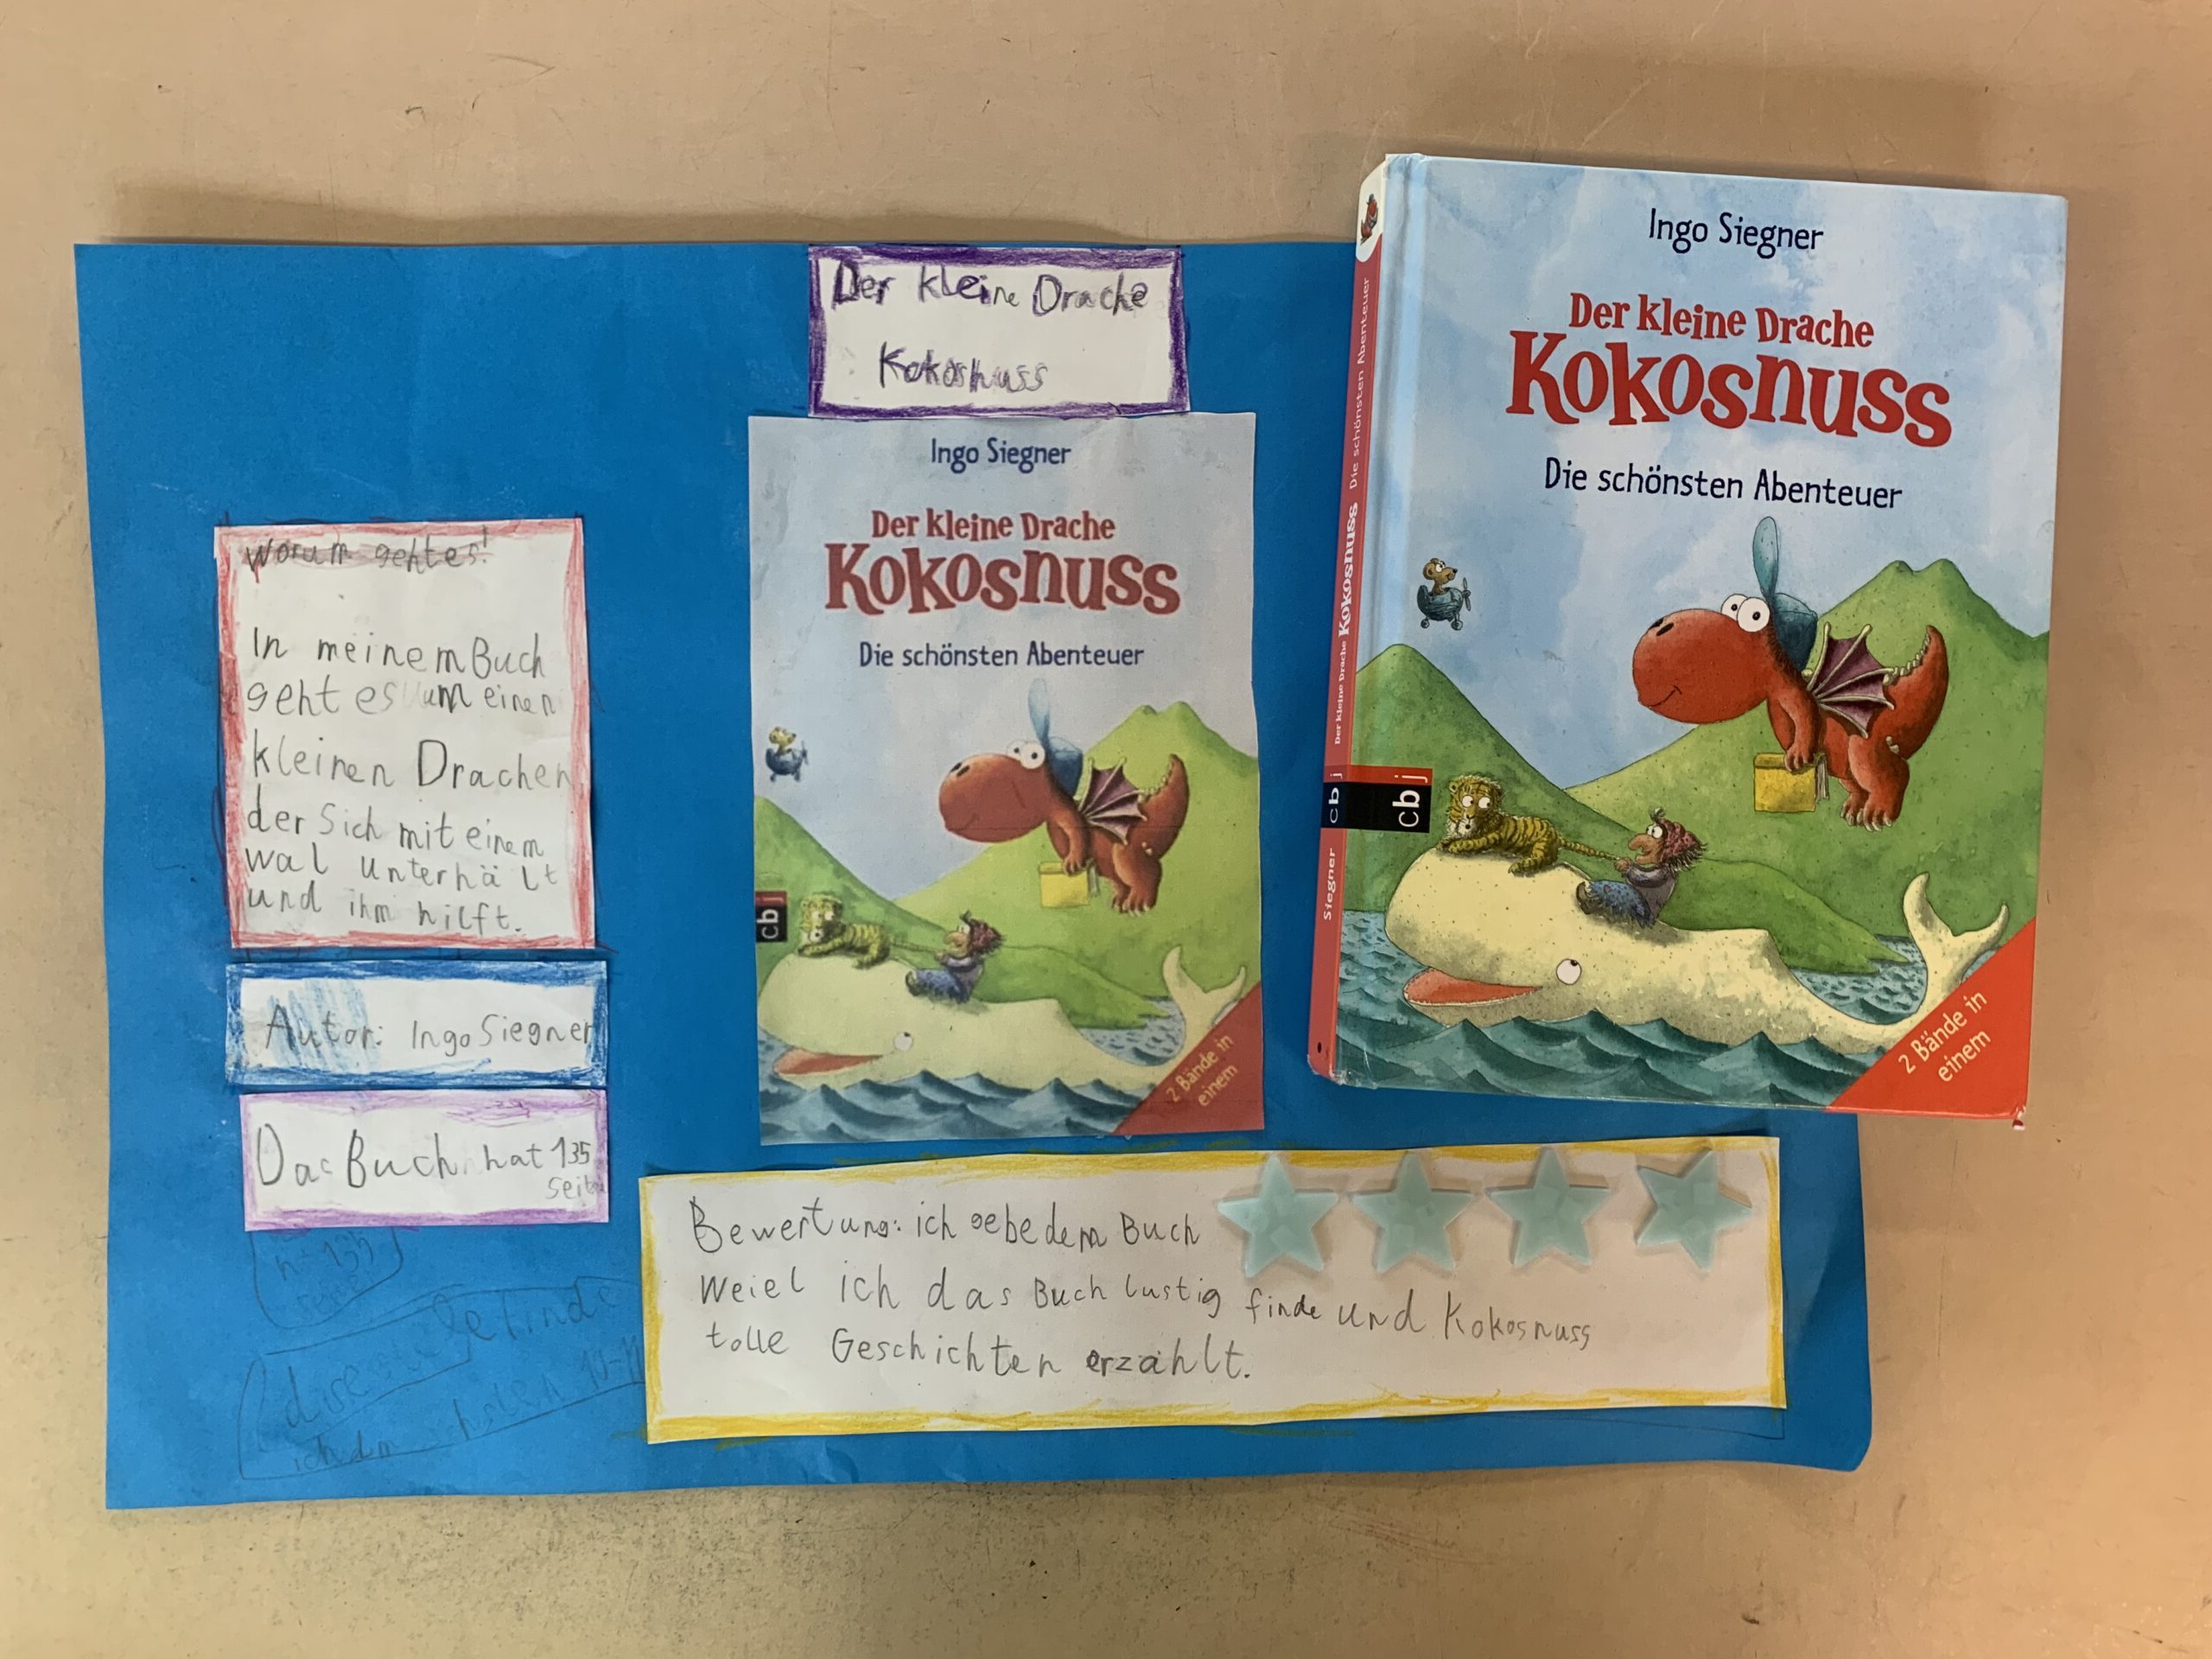 Der kleine Drache
Kokosnuss
Ingo Siegner
Der kleine Drache
Kokosnuss
Die schönsten Abenteuer
cbj
2 Bände in
einem
worum geht es!
In meinem Buch
geht es um einen
kleinen Drachen
der Sich mit einem
wal unterhält
und ihm hilft.
Autor: Ingo Siegner
Das Buch hat 135
Seiten
Bewertung: ich gebe dem Buch
weiel ich das Buch lustig finde und Kokosnuss
tolle Geschichten erzählt.
Ingo Siegner
Der kleine Drache
Kokosnuss
Die schönsten Abenteuer
cbj
2 Bände in
einem
Siegner cbj Der kleine Drache Kokosnuss Die schönsten Abenteuer